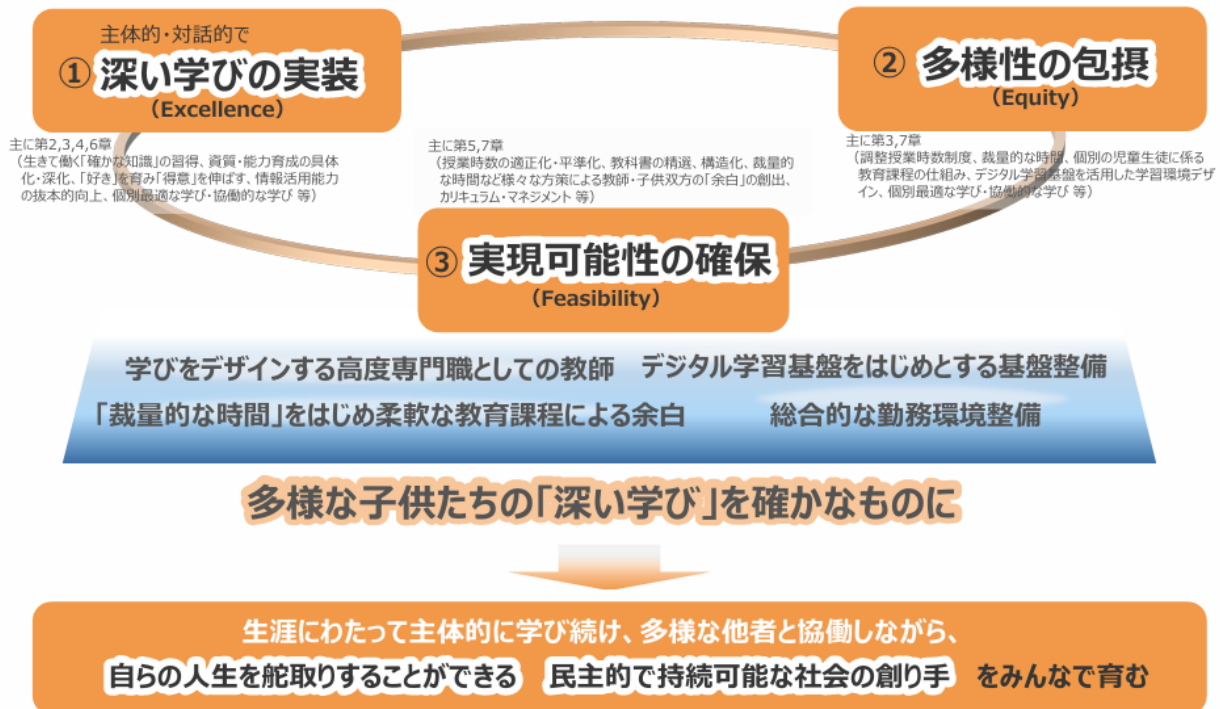 主体的・対話的で
① 深い学びの実装
（Excellence）
② 多様性の包摂
（Equity）
主に第2,3,4,6章
（生きて働く「確かな知識」の習得、資質・能力育成の具体
化・深化、「好き」を育み「得意」を伸ばす、情報活用能力
の抜本的向上、個別最適な学び・協働的な学び 等）
主に第5,7章
（授業時数の適正化・平準化、教科書の精選、構造化、裁量的
な時間など様々な方策による教師・子供双方の「余白」の創出、
カリキュラム・マネジメント 等）
主に第3,7章
（調整授業時数制度、裁量的な時間、個別の児童生徒に係る
教育課程の仕組み、デジタル学習基盤を活用した学習環境デザ
イン、個別最適な学び・協働的な学び 等）
③ 実現可能性の確保
（Feasibility）
学びをデザインする高度専門職としての教師
デジタル学習基盤をはじめとする基盤整備
「裁量的な時間」をはじめ柔軟な教育課程による余白
総合的な勤務環境整備
多様な子供たちの「深い学び」を確かなものに
生涯にわたって主体的に学び続け、多様な他者と協働しながら、
自らの人生を舵取りすることができる 民主的で持続可能な社会の創り手 をみんなで育む